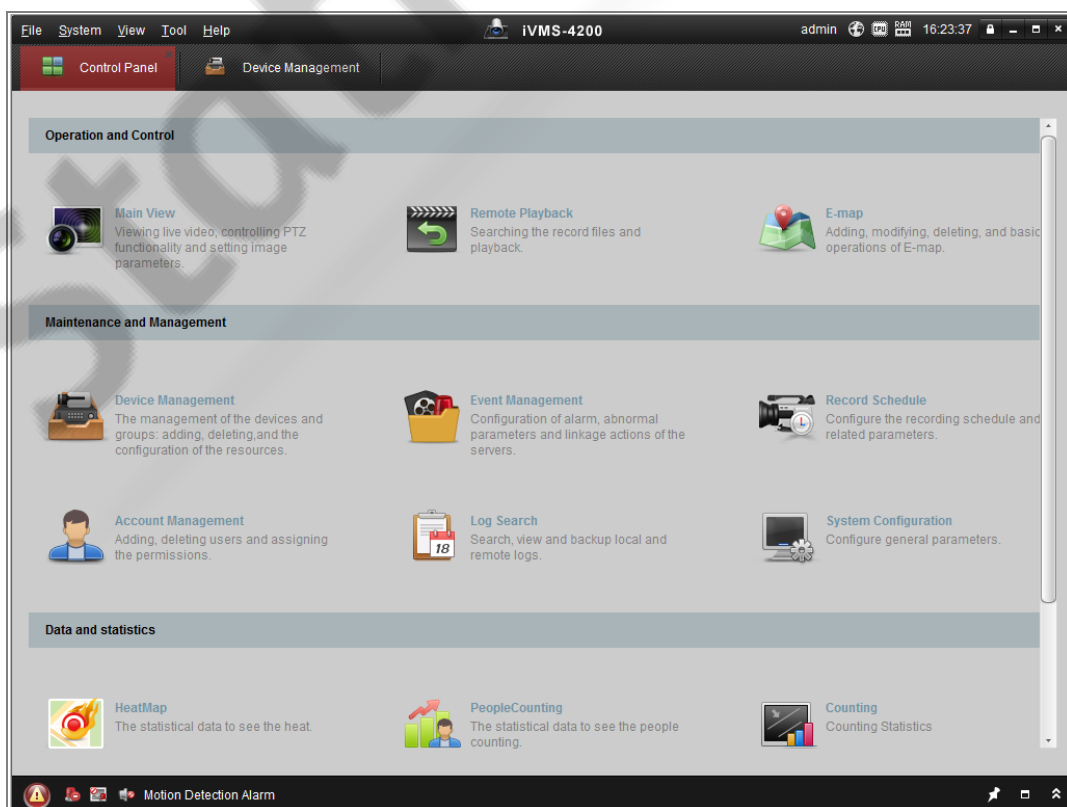 File System View Tool Help iVMS-4200 admin CPU RAM 16:23:37
Control Panel Device Management
Operation and Control
Main View
Viewing live video, controlling PTZ
functionality and setting image
parameters.
Remote Playback
Searching the record files and
playback.
E-map
Adding, modifying, deleting, and basic
operations of E-map.
Maintenance and Management
Device Management
The management of the devices and
groups: adding, deleting,and the
configuration of the resources.
Event Management
Configuration of alarm, abnormal
parameters and linkage actions of the
servers.
Record Schedule
Configure the recording schedule and
related parameters.
Account Management
Adding, deleting users and assigning
the permissions.
18
Log Search
Search, view and backup local and
remote logs.
System Configuration
Configure general parameters.
Data and statistics
HeatMap
The statistical data to see the heat.
PeopleCounting
The statistical data to see the people
counting.
Counting
Counting Statistics
Motion Detection Alarm